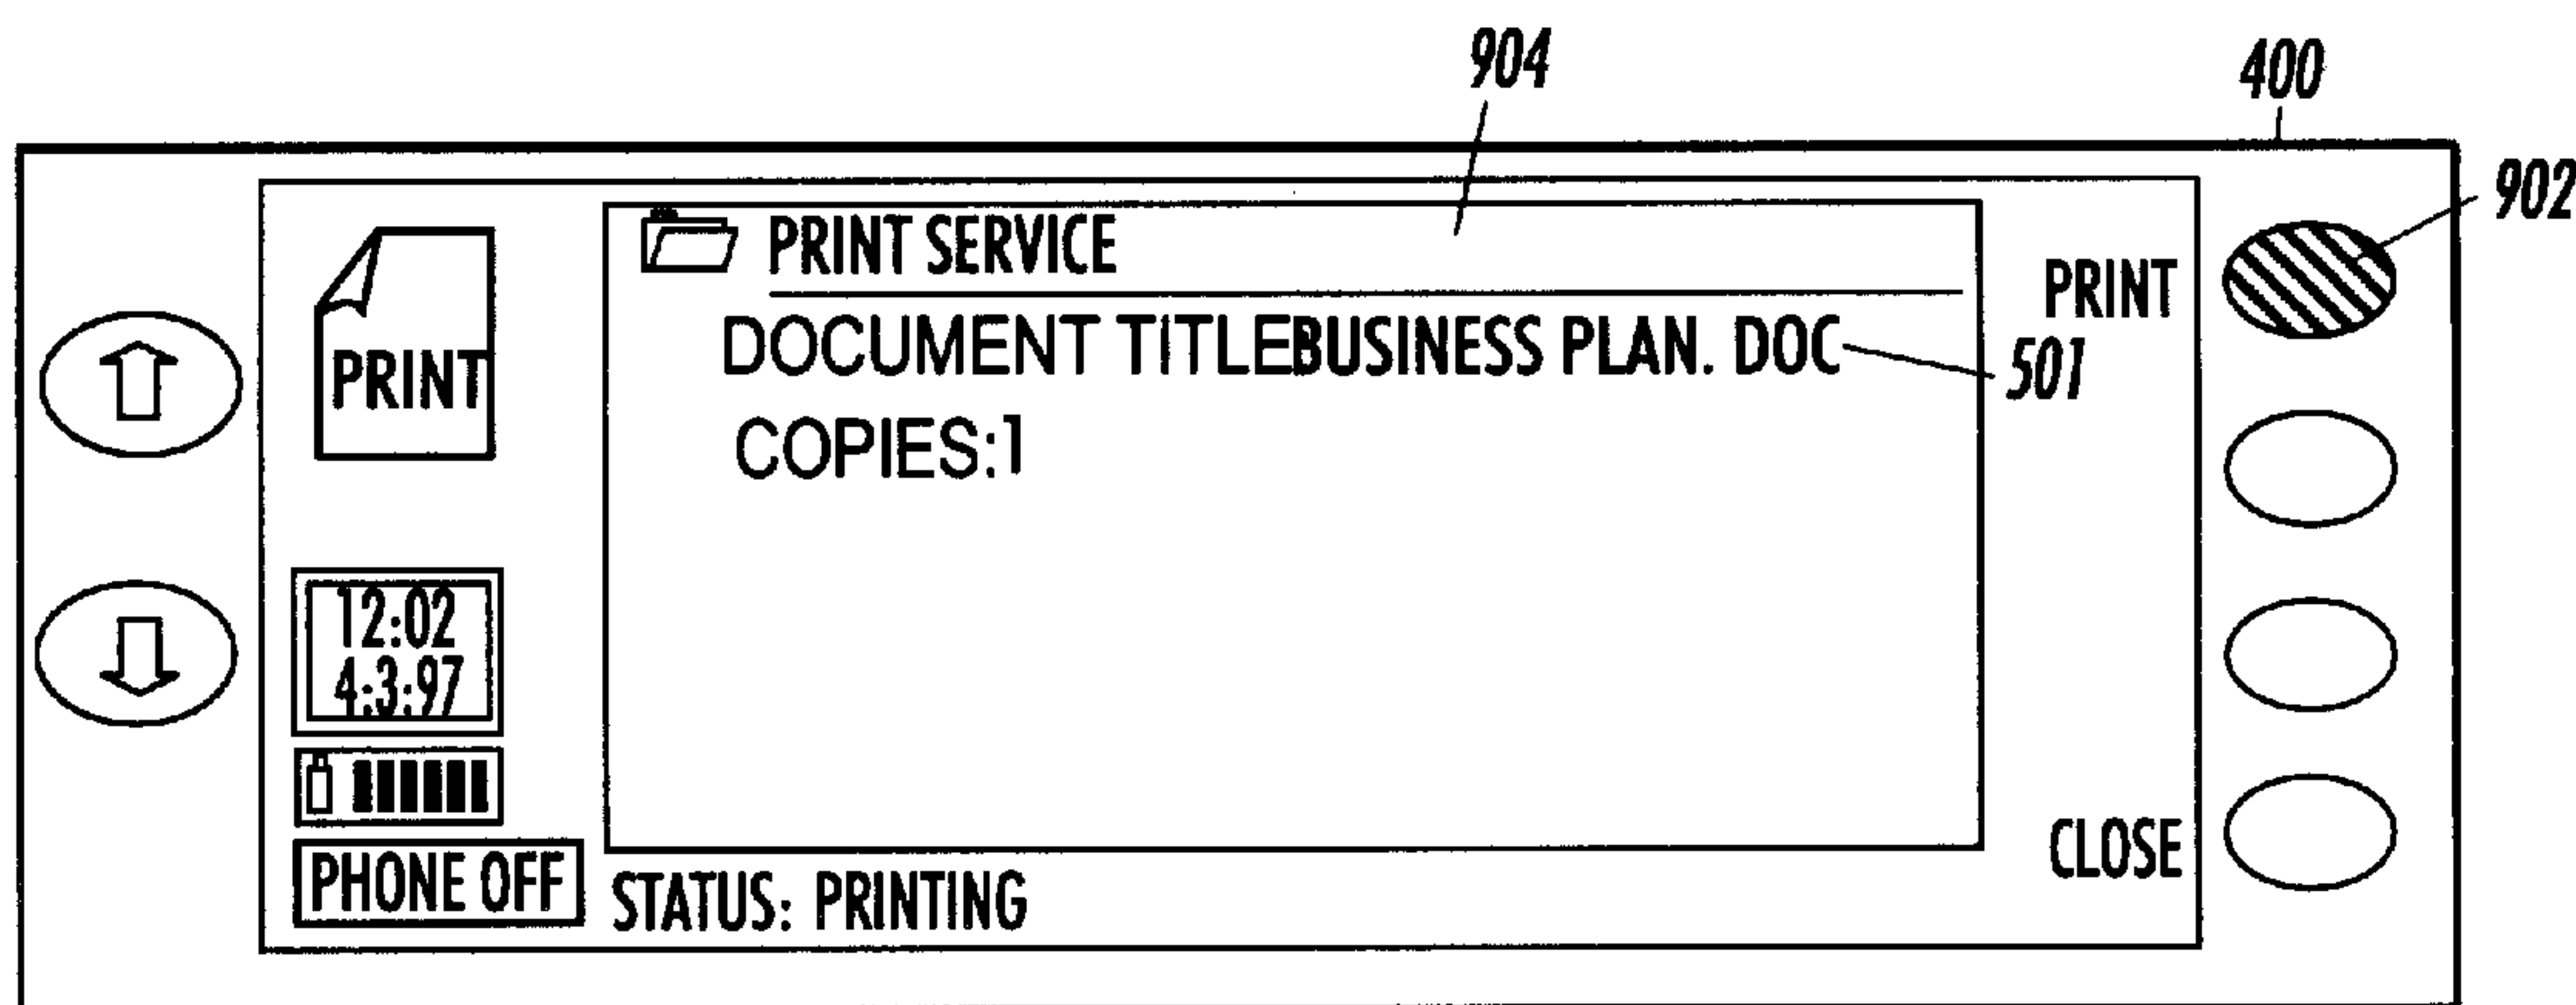 904
400
902
PRINT SERVICE
PRINT
DOCUMENT TITLEBUSINESS PLAN. DOC
501
PRINT
COPIES:1
12:02
4:3:97
CLOSE
PHONE OFF
STATUS: PRINTING